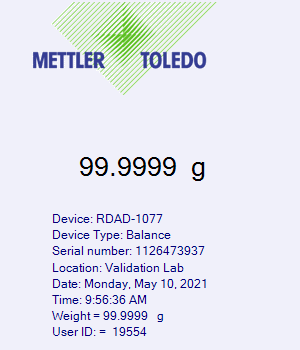 METTLER TOLEDO
99.9999 g
Device: RDAD-1077
Device Type: Balance
Serial number: 1126473937
Location: Validation Lab
Date: Monday, May 10, 2021
Time: 9:56:36 AM
Weight = 99.9999 g
User ID: = 19554